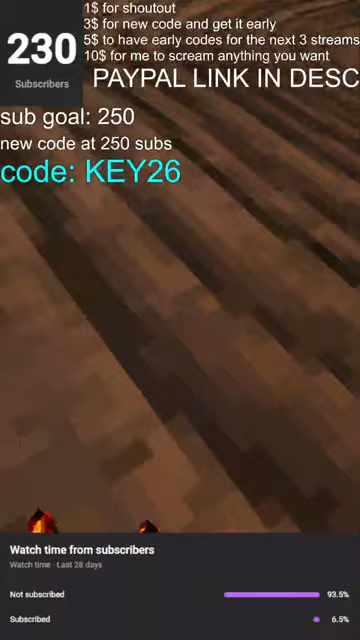 1$ for shoutout
3$ for new code and get it early
5$ to have early codes for the next 3 streams
10$ for me to scream anything you want
230
Subscribers
PAYPAL LINK IN DESC
sub goal: 250
new code at 250 subs
code: KEY26
Watch time from subscribers
Watch time · Last 28 days
Not subscribed 93.5%
Subscribed 6.5%